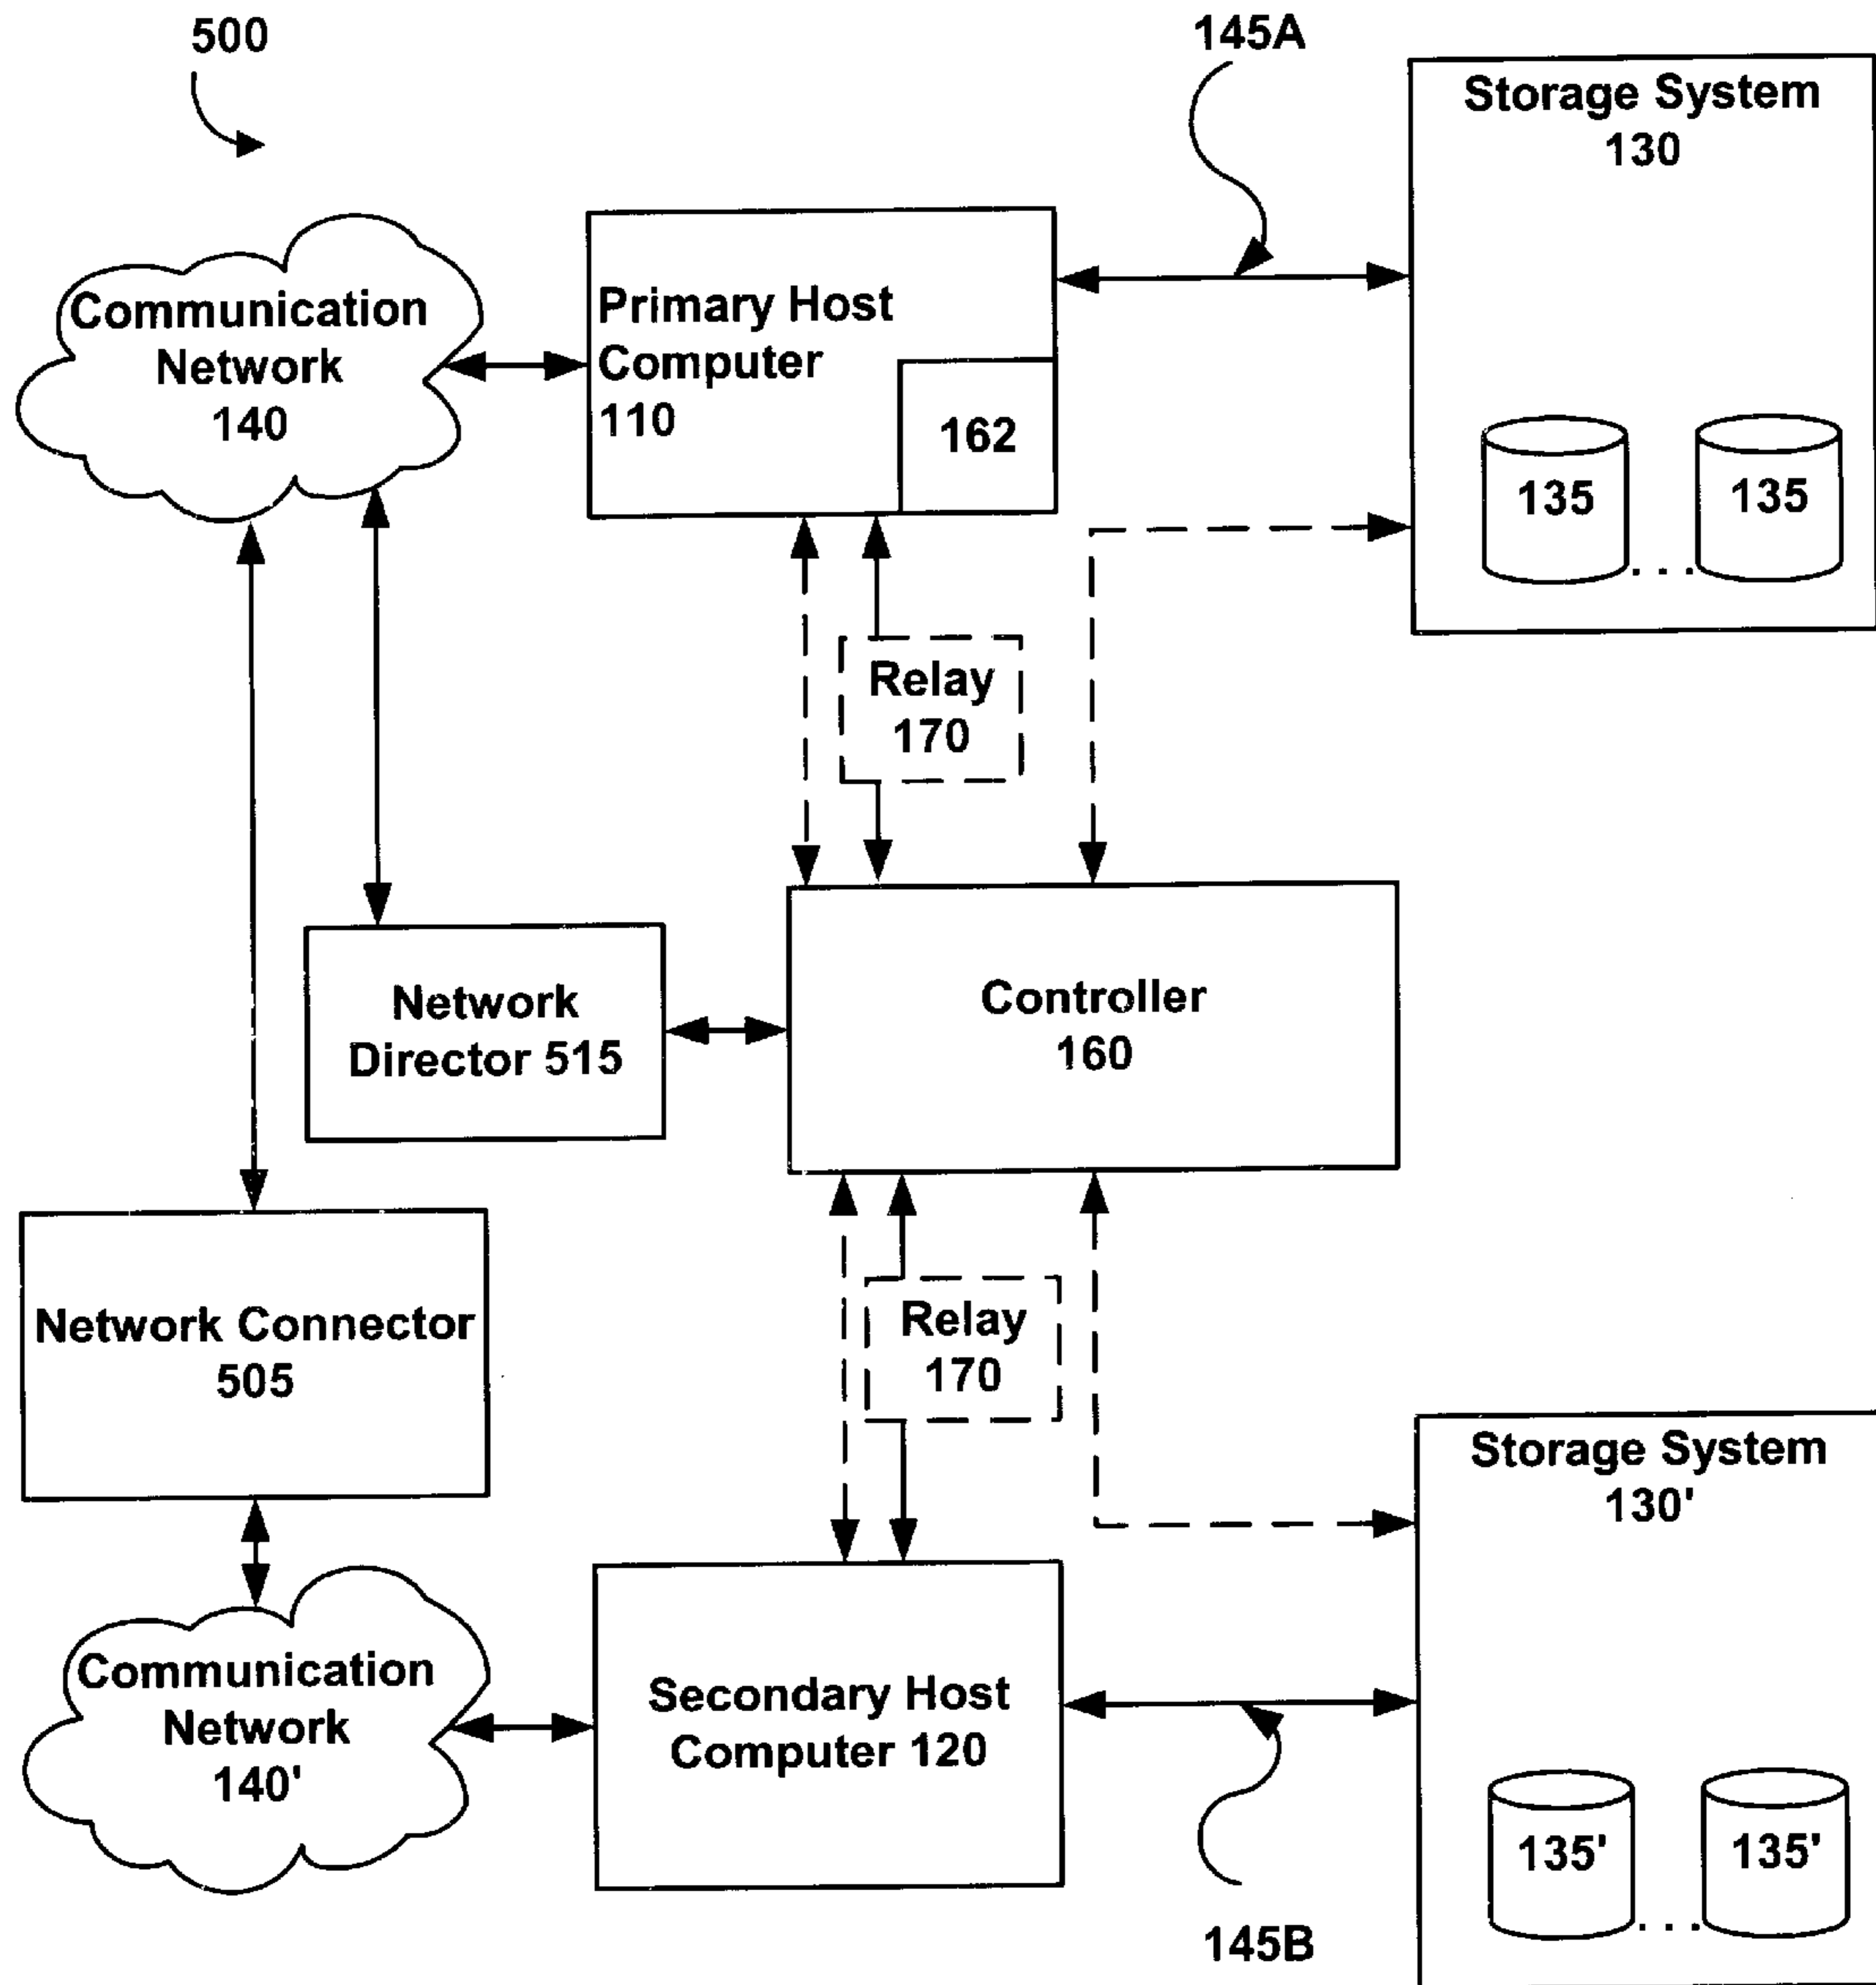 500
145A
Storage System
130
Communication
Network
140
Primary Host
Computer
110
162
135
135
. . .
Relay
170
Network
Director 515
Controller
160
Network Connector
505
Relay
170
Storage System
130'
Communication
Network
140'
Secondary Host
Computer 120
135'
135'
. . .
145B